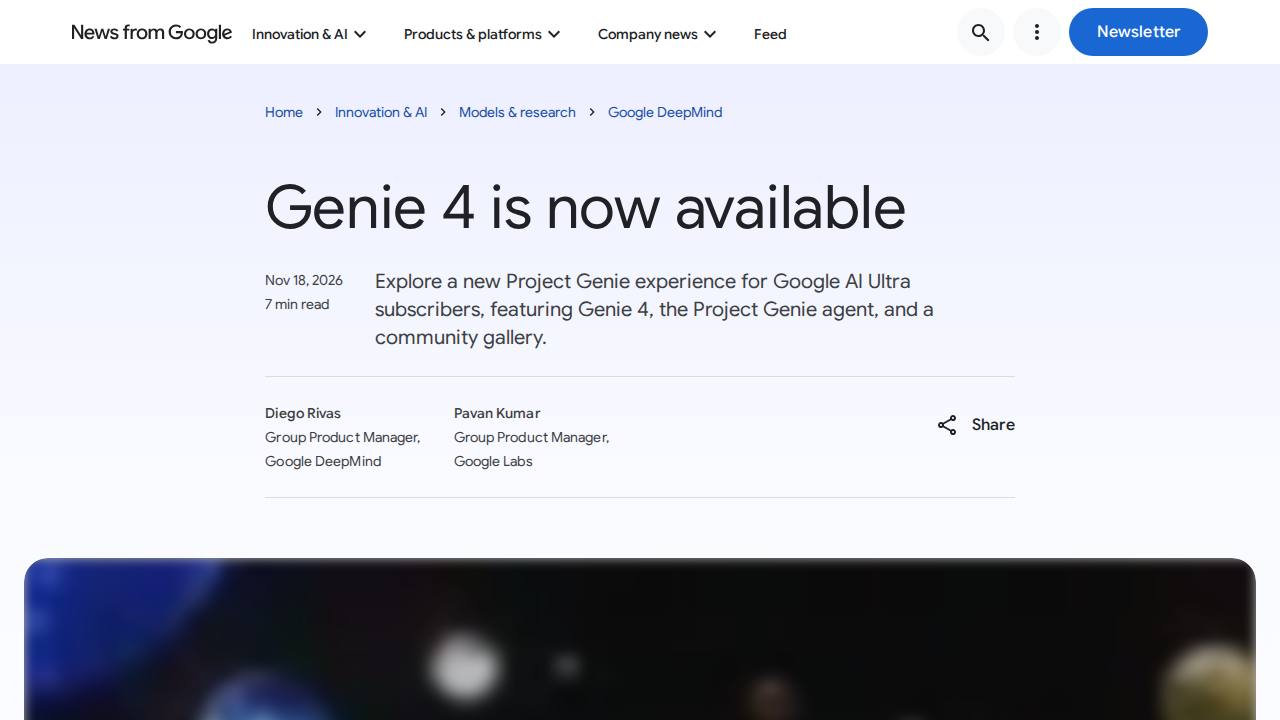 News from Google
Innovation & AI
Products & platforms
Company news
Feed
Newsletter
Home > Innovation & AI > Models & research > Google DeepMind
Genie 4 is now available
Nov 18, 2026
7 min read
Explore a new Project Genie experience for Google AI Ultra
subscribers, featuring Genie 4, the Project Genie agent, and a
community gallery.
Diego Rivas
Group Product Manager,
Google DeepMind
Pavan Kumar
Group Product Manager,
Google Labs
Share